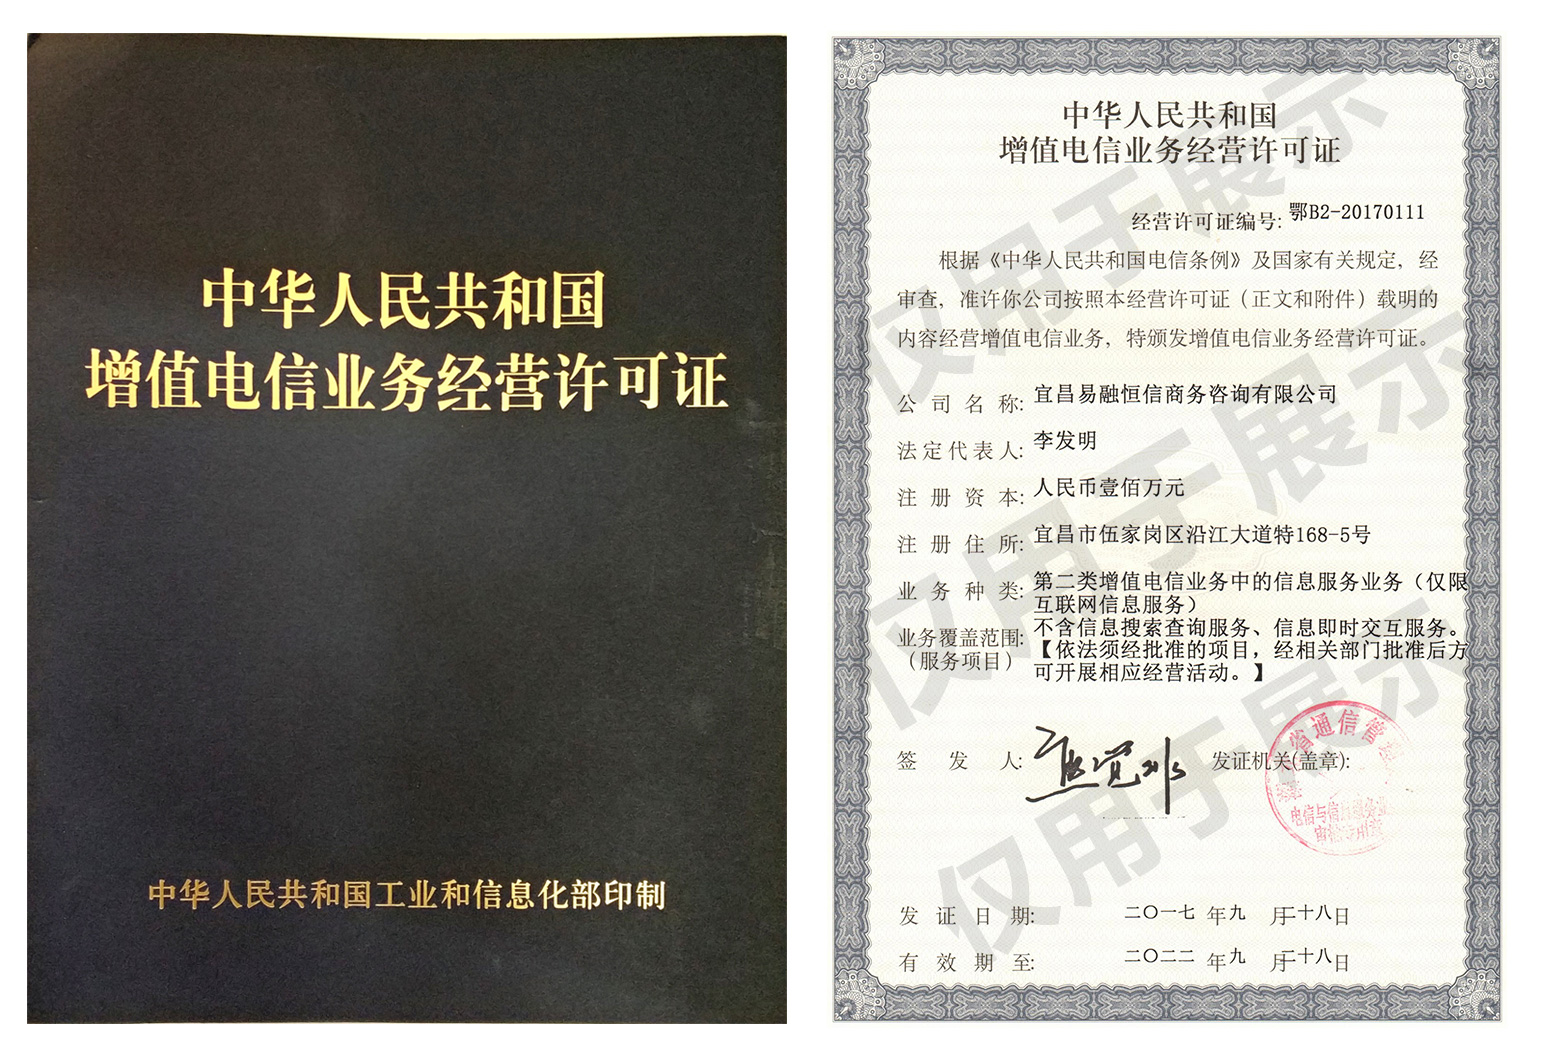 中华人民共和国
增值电信业务经营许可证
中华人民共和国工业和信息化部印制
中华人民共和国
增值电信业务经营许可证
经营许可证编号: 鄂B2-20170111
根据《中华人民共和国电信条例》及国家有关规定，经
审查，准许你公司按照本经营许可证（正文和附件）载明的
内容经营增值电信业务，特颁发增值电信业务经营许可证。
公司名称: 宜昌易融恒信商务咨询有限公司
法定代表人: 李发明
注册资本: 人民币壹佰万元
注册住所: 宜昌市伍家岗区沿江大道特168-5号
业务种类: 第二类增值电信业务中的信息服务业务（仅限
互联网信息服务）
业务覆盖范围: 不含信息搜索查询服务、信息即时交互服务。
（服务项目） 【依法须经批准的项目，经相关部门批准后方
可开展相应经营活动。】
签发人: 发证机关(盖章):
省通信管理
电信与信息服务业
审批专用章
发证日期: 二〇一七年九月二十八日
有效期至: 二〇二二年九月二十八日
仅用于展示
仅用于展示
仅用于展示